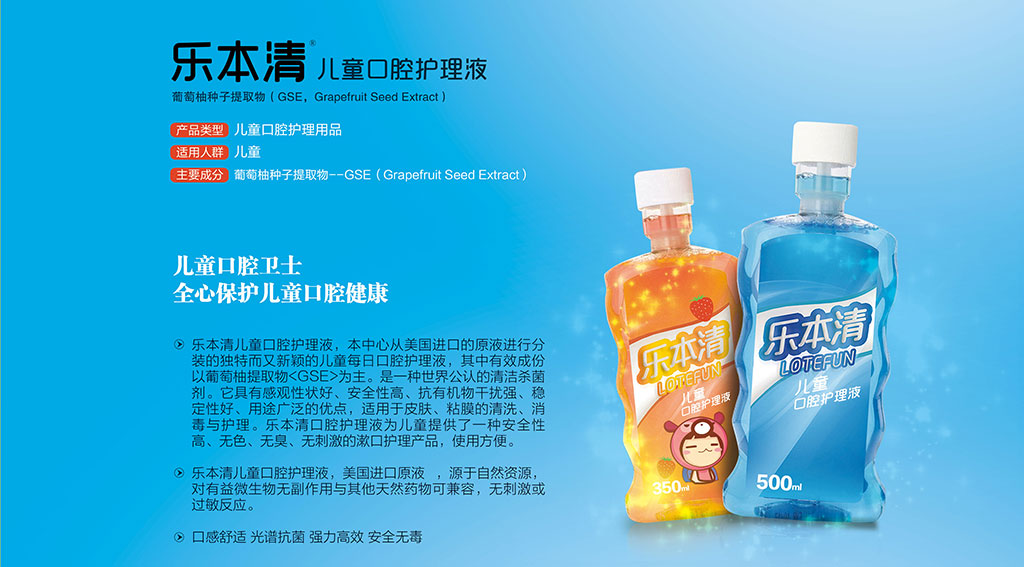 乐本清® 儿童口腔护理液
葡萄柚种子提取物（GSE，Grapefruit Seed Extract）
产品类型 儿童口腔护理用品
适用人群 儿童
主要成分 葡萄柚种子提取物--GSE（Grapefruit Seed Extract）
儿童口腔卫士
全心保护儿童口腔健康
乐本清儿童口腔护理液，本中心从美国进口的原液进行分
装的独特而又新颖的儿童每日口腔护理液，其中有效成份
以葡萄柚提取物<GSE>为主。是一种世界公认的清洁杀菌
剂。它具有感观性状好、安全性高、抗有机物干扰强、稳
定性好、用途广泛的优点，适用于皮肤、粘膜的清洗、消
毒与护理。乐本清口腔护理液为儿童提供了一种安全性
高、无色、无臭、无刺激的漱口护理产品，使用方便。
乐本清儿童口腔护理液，美国进口原液 ，源于自然资源，
对有益微生物无副作用与其他天然药物可兼容，无刺激或
过敏反应。
口感舒适 光谱抗菌 强力高效 安全无毒
乐本清
LOTEFUN
儿童
口腔护理液
350ml
乐本清
LOTEFUN
儿童
口腔护理液
500ml